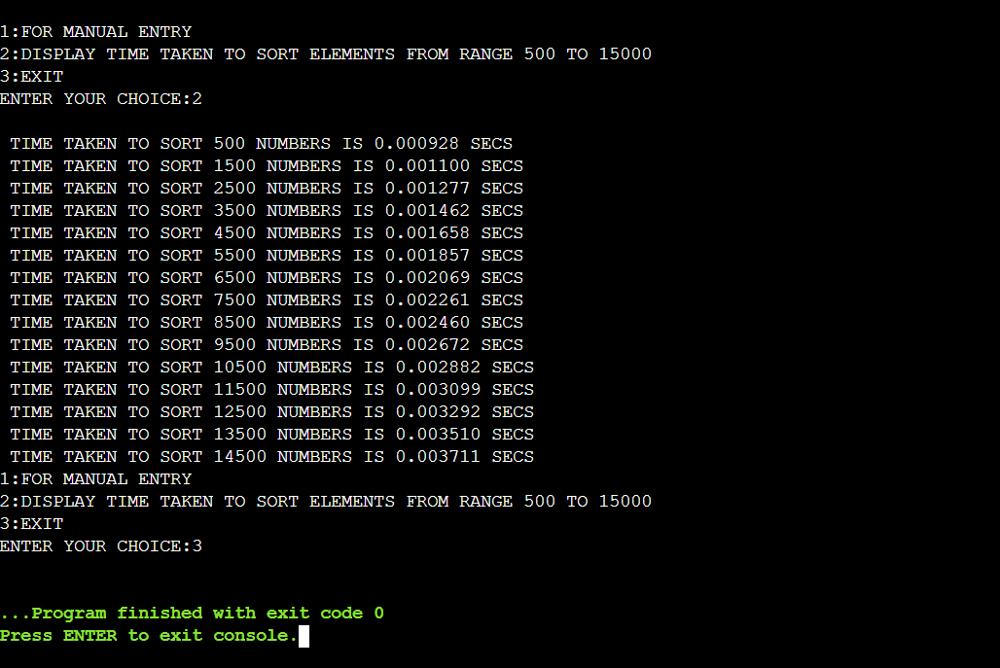 1:FOR MANUAL ENTRY
2:DISPLAY TIME TAKEN TO SORT ELEMENTS FROM RANGE 500 TO 15000
3:EXIT
ENTER YOUR CHOICE:2
TIME TAKEN TO SORT 500 NUMBERS IS 0.000928 SECS
TIME TAKEN TO SORT 1500 NUMBERS IS 0.001100 SECS
TIME TAKEN TO SORT 2500 NUMBERS IS 0.001277 SECS
TIME TAKEN TO SORT 3500 NUMBERS IS 0.001462 SECS
TIME TAKEN TO SORT 4500 NUMBERS IS 0.001658 SECS
TIME TAKEN TO SORT 5500 NUMBERS IS 0.001857 SECS
TIME TAKEN TO SORT 6500 NUMBERS IS 0.002069 SECS
TIME TAKEN TO SORT 7500 NUMBERS IS 0.002261 SECS
TIME TAKEN TO SORT 8500 NUMBERS IS 0.002460 SECS
TIME TAKEN TO SORT 9500 NUMBERS IS 0.002672 SECS
TIME TAKEN TO SORT 10500 NUMBERS IS 0.002882 SECS
TIME TAKEN TO SORT 11500 NUMBERS IS 0.003099 SECS
TIME TAKEN TO SORT 12500 NUMBERS IS 0.003292 SECS
TIME TAKEN TO SORT 13500 NUMBERS IS 0.003510 SECS
TIME TAKEN TO SORT 14500 NUMBERS IS 0.003711 SECS
1:FOR MANUAL ENTRY
2:DISPLAY TIME TAKEN TO SORT ELEMENTS FROM RANGE 500 TO 15000
3:EXIT
ENTER YOUR CHOICE:3
...Program finished with exit code 0
Press ENTER to exit console.